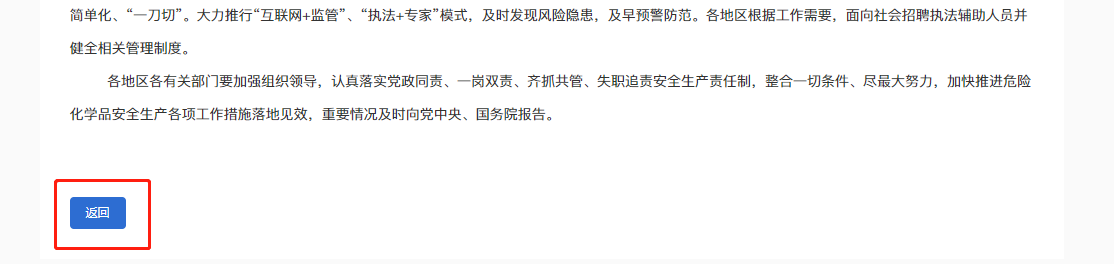 简单化、“一刀切”。大力推行“互联网+监管”、“执法+专家”模式，及时发现风险隐患，及早预警防范。各地区根据工作需要，面向社会招聘执法辅助人员并
健全相关管理制度。
各地区各有关部门要加强组织领导，认真落实党政同责、一岗双责、齐抓共管、失职追责安全生产责任制，整合一切条件、尽最大努力，加快推进危险
化学品安全生产各项工作措施落地见效，重要情况及时向党中央、国务院报告。
返回